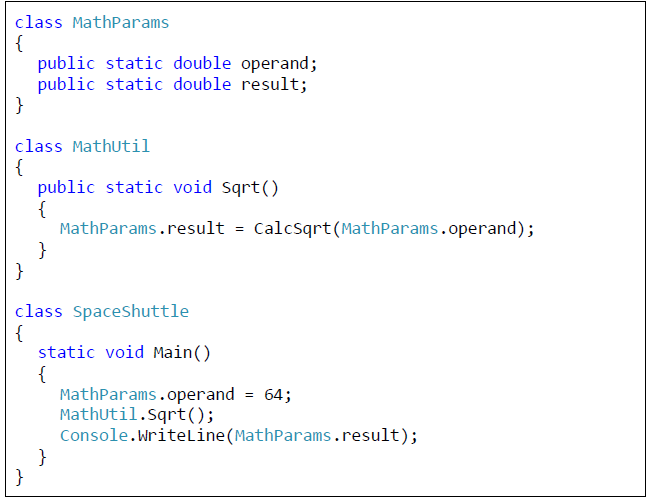 class MathParams
{
public static double operand;
public static double result;
}
class MathUtil
{
public static void Sqrt()
{
MathParams.result = CalcSqrt(MathParams.operand);
}
}
class SpaceShuttle
{
static void Main()
{
MathParams.operand = 64;
MathUtil.Sqrt();
Console.WriteLine(MathParams.result);
}
}